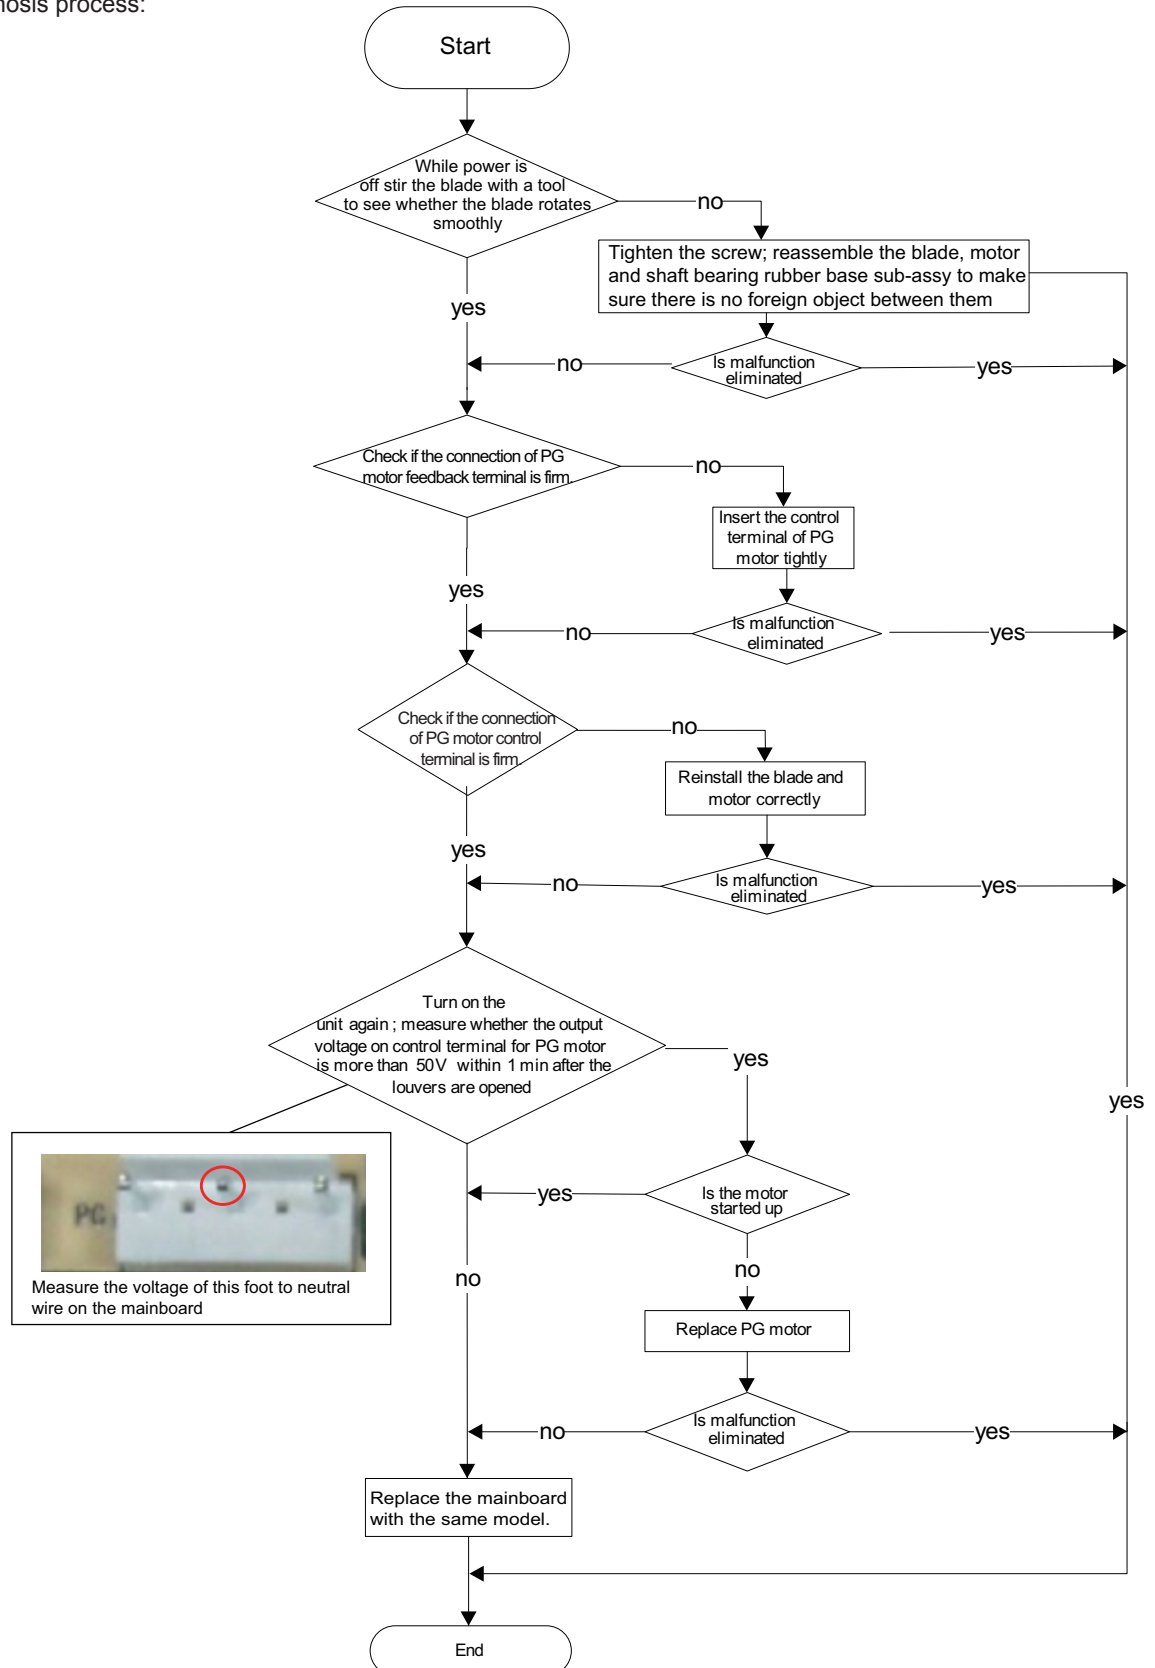 nosis process:
Start
While power is
off stir the blade with a tool
to see whether the blade rotates
smoothly
no
Tighten the screw; reassemble the blade, motor
and shaft bearing rubber base sub-assy to make
sure there is no foreign object between them
yes
no
Is malfunction
eliminated
yes
Check if the connection of PG
motor feedback terminal is firm.
no
Insert the control
terminal of PG
motor tightly
yes
no
Is malfunction
eliminated
yes
Check if the connection
of PG motor control
terminal is firm.
no
Reinstall the blade and
motor correctly
yes
no
Is malfunction
eliminated
yes
Turn on the
unit again ; measure whether the output
voltage on control terminal for PG motor
is more than 50V within 1 min after the
louvers are opened
yes
yes
PG
Measure the voltage of this foot to neutral
wire on the mainboard
yes
Is the motor
started up
no
no
Replace PG motor
no
Is malfunction
eliminated
yes
Replace the mainboard
with the same model.
End